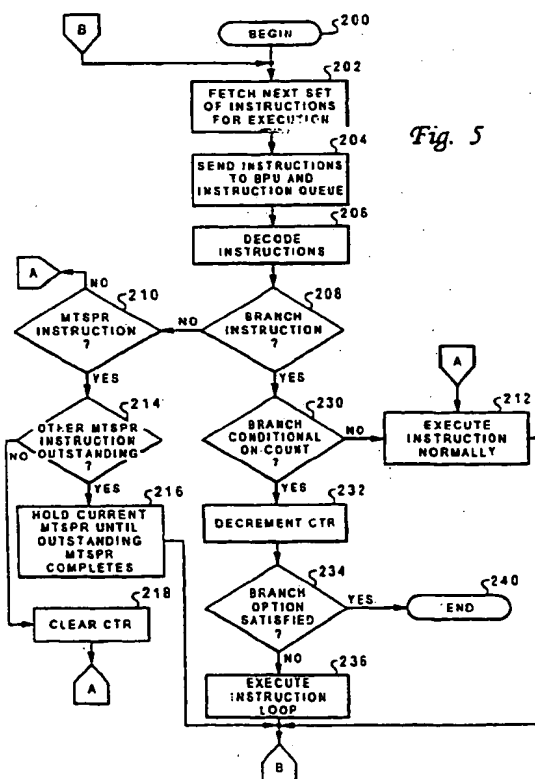 B
BEGIN
200
202
FETCH NEXT SET
OF INSTRUCTIONS
FOR EXECUTION
Fig. 5
204
SEND INSTRUCTIONS
TO BPU AND
INSTRUCTION QUEUE
206
DECODE
INSTRUCTIONS
A
NO
210
MTSPR
INSTRUCTION
?
NO
208
BRANCH
INSTRUCTION
?
YES
YES
A
214
OTHER MTSPR
INSTRUCTION
OUTSTANDING
?
NO
230
BRANCH
CONDITIONAL
ON-COUNT
?
NO
212
EXECUTE
INSTRUCTION
NORMALLY
YES
216
HOLD CURRENT
MTSPR UNTIL
OUTSTANDING
MTSPR
COMPLETES
YES
232
DECREMENT CTR
218
CLEAR CTR
234
BRANCH
OPTION
SATISFIED
?
YES
240
END
A
NO
236
EXECUTE
INSTRUCTION
LOOP
B